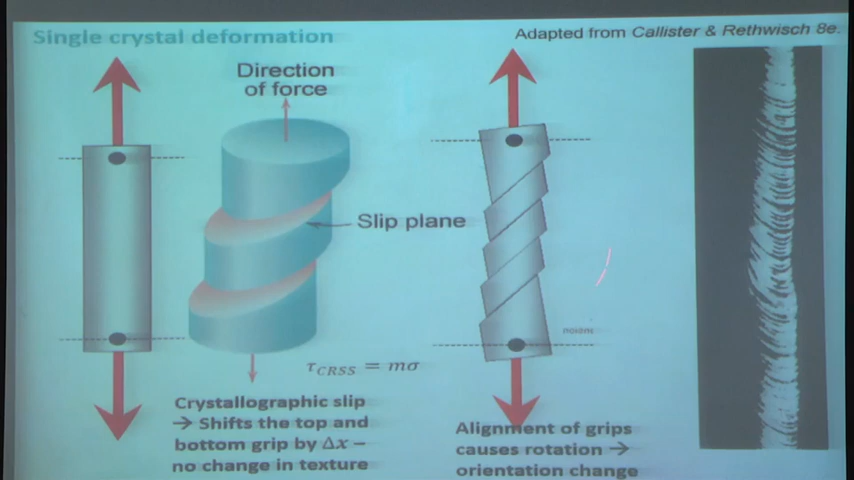 Single crystal deformation
Adapted from Callister & Rethwisch 8e.
Direction
of force
Slip plane
τCRSS = mσ
Crystallographic slip
→ Shifts the top and
bottom grip by Δx –
no change in texture
Alignment of grips
causes rotation →
orientation change